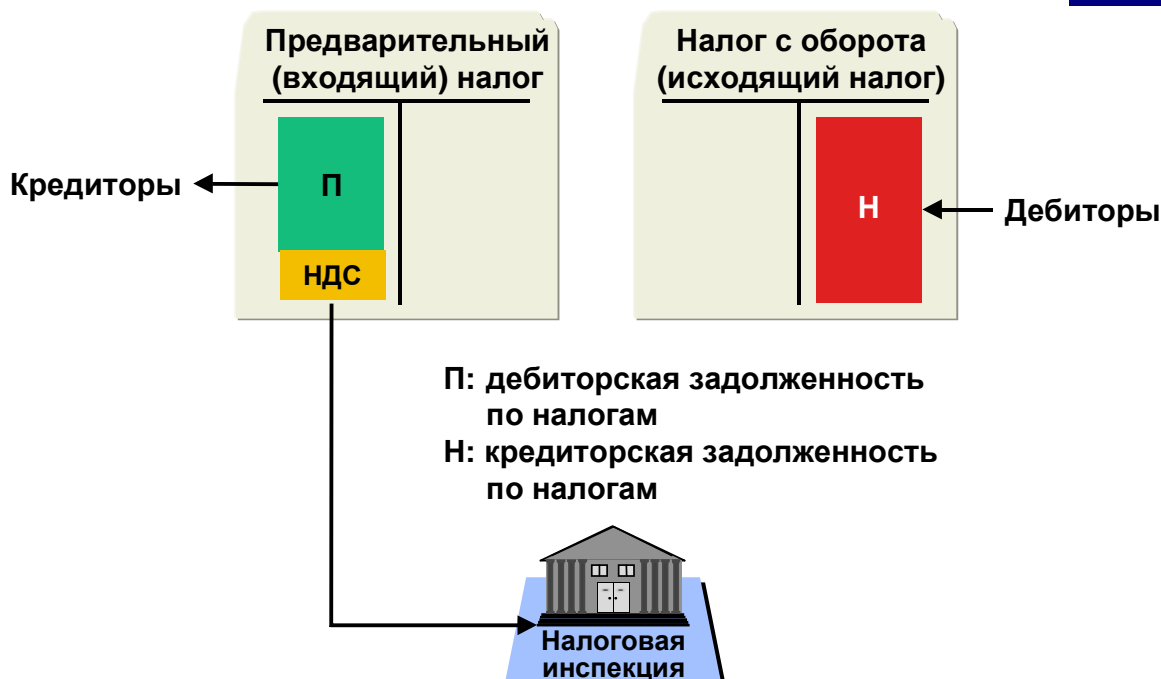 Предварительный
(входящий) налог
Налог с оборота
(исходящий налог)
Кредиторы
П
НДС
Н
Дебиторы
П: дебиторская задолженность
по налогам
Н: кредиторская задолженность
по налогам
Налоговая
инспекция